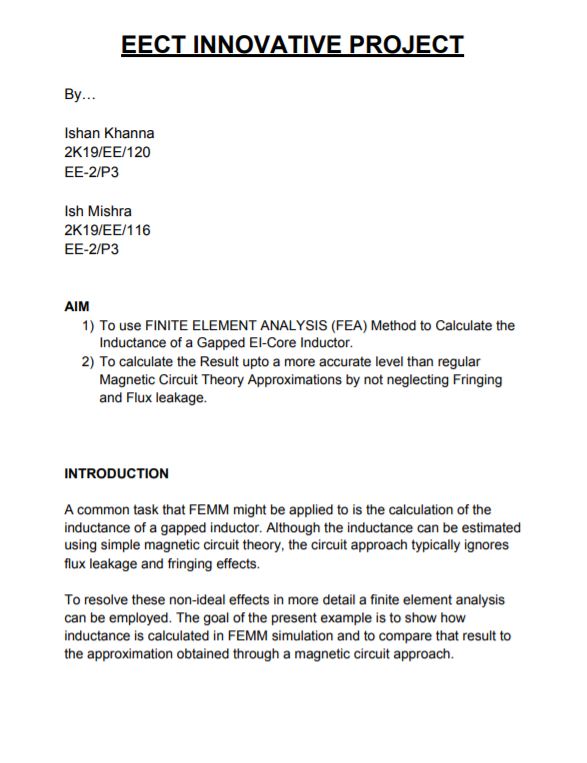 EECT INNOVATIVE PROJECT
By…
Ishan Khanna
2K19/EE/120
EE-2/P3
Ish Mishra
2K19/EE/116
EE-2/P3
AIM
1) To use FINITE ELEMENT ANALYSIS (FEA) Method to Calculate the
Inductance of a Gapped EI-Core Inductor.
2) To calculate the Result upto a more accurate level than regular
Magnetic Circuit Theory Approximations by not neglecting Fringing
and Flux leakage.
INTRODUCTION
A common task that FEMM might be applied to is the calculation of the
inductance of a gapped inductor. Although the inductance can be estimated
using simple magnetic circuit theory, the circuit approach typically ignores
flux leakage and fringing effects.
To resolve these non-ideal effects in more detail a finite element analysis
can be employed. The goal of the present example is to show how
inductance is calculated in FEMM simulation and to compare that result to
the approximation obtained through a magnetic circuit approach.